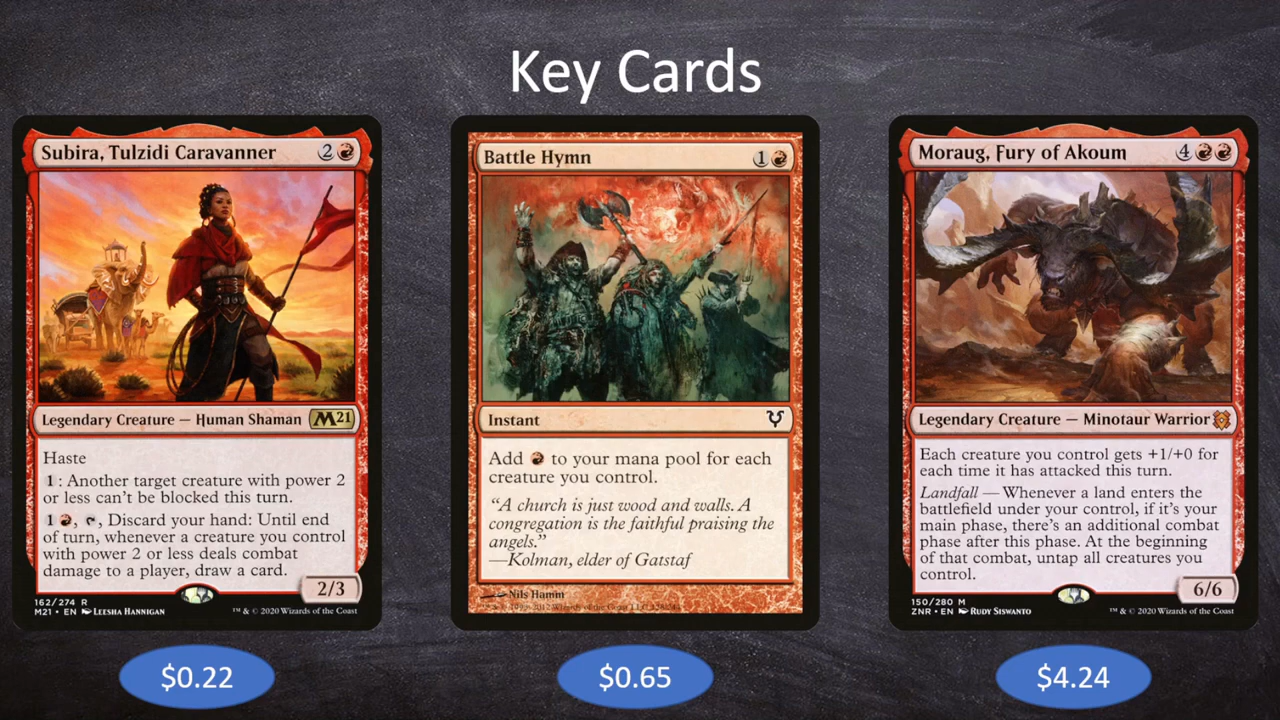 Key Cards
Subira, Tulzidi Caravanner 2
Legendary Creature — Human Shaman M21
Haste
1: Another target creature with power 2
or less can't be blocked this turn.
1 , , Discard your hand: Until end
of turn, whenever a creature you control
with power 2 or less deals combat
damage to a player, draw a card.
2/3
162/274 R
M21 • EN LEESHA HANNIGAN
™ & © 2020 Wizards of the Coast
$0.22
Battle Hymn 1
Instant
Add to your mana pool for each
creature you control.
"A church is just wood and walls. A
congregation is the faithful praising the
angels."
—Kolman, elder of Gatstaf
Nils Hamm
$0.65
Moraug, Fury of Akoum 4
Legendary Creature — Minotaur Warrior
Each creature you control gets +1/+0 for
each time it has attacked this turn.
Landfall — Whenever a land enters the
battlefield under your control, if it's your
main phase, there's an additional combat
phase after this phase. At the beginning
of that combat, untap all creatures you
control.
6/6
150/280 M
ZNR • EN RUDY SISWANTO
™ & © 2020 Wizards of the Coast
$4.24